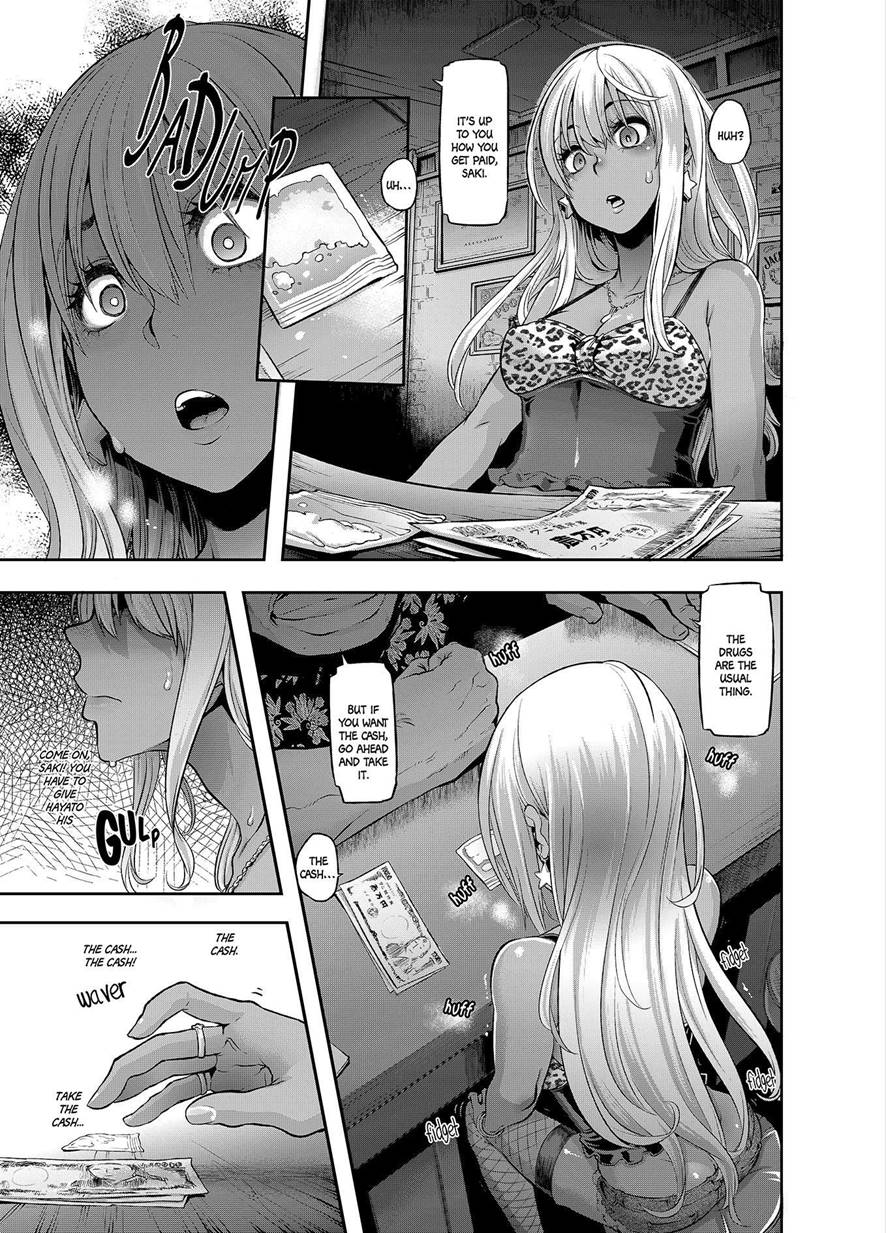 HUH?
IT'S UP
TO YOU
HOW YOU
GET PAID,
SAKI.
UH...
BADUMP
THE
DRUGS
ARE THE
USUAL
THING.
huff
BUT IF
YOU WANT
THE CASH,
GO AHEAD
AND TAKE
IT.
huff
THE
CASH...
huff
huff
fidget
fidget
fidget
COME ON,
SAKI! YOU
HAVE TO
GIVE
HAYATO
HIS
GULP
THE
CASH.
THE CASH...
THE CASH!
waver
TAKE
THE
CASH...